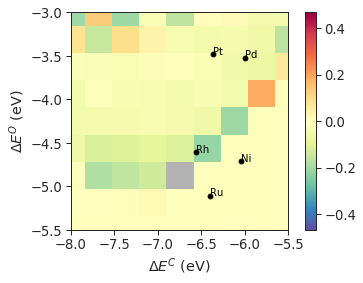 −3.0
−3.5
−4.0
−4.5
−5.0
−5.5
ΔE^O (eV)
Pt
Pd
Rh
Ni
Ru
−8.0 −7.5 −7.0 −6.5 −6.0 −5.5
ΔE^C (eV)
0.4
0.2
0.0
−0.2
−0.4